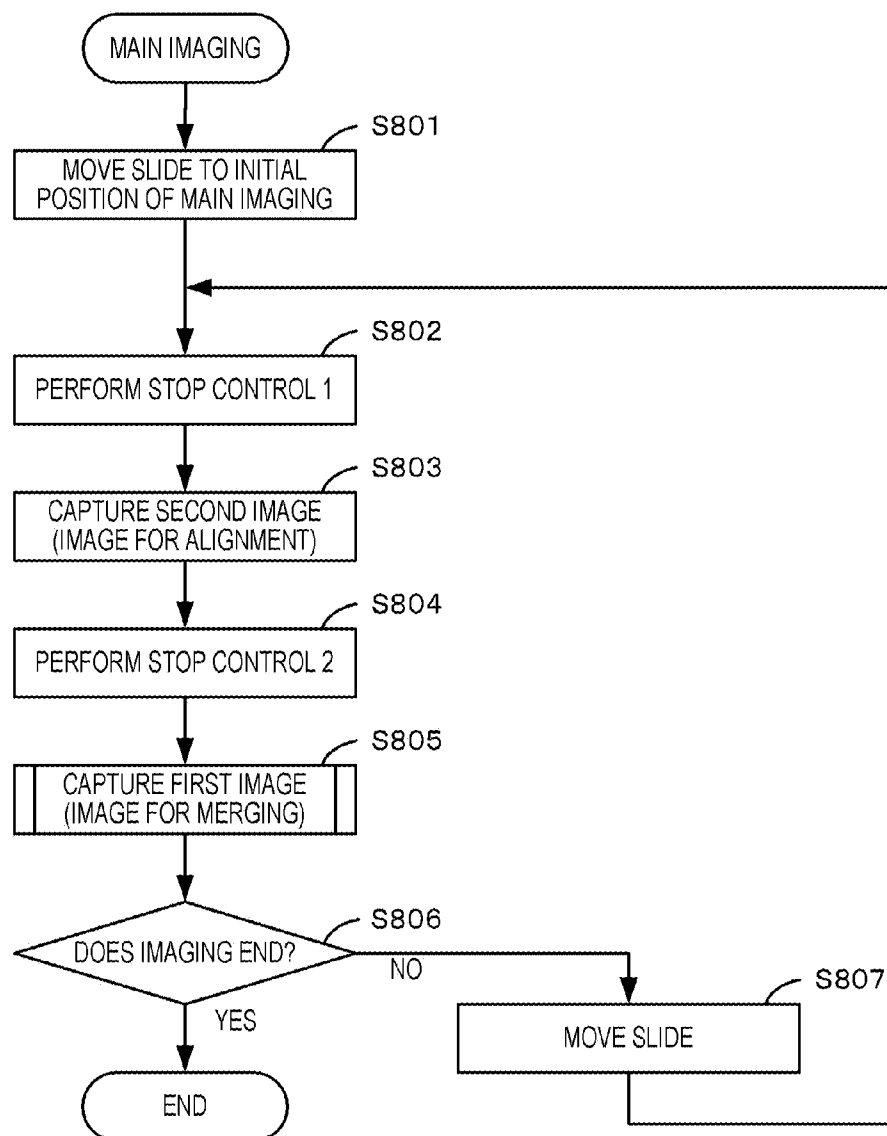 MAIN IMAGING
S801
MOVE SLIDE TO INITIAL
POSITION OF MAIN IMAGING
S802
PERFORM STOP CONTROL 1
S803
CAPTURE SECOND IMAGE
(IMAGE FOR ALIGNMENT)
S804
PERFORM STOP CONTROL 2
S805
CAPTURE FIRST IMAGE
(IMAGE FOR MERGING)
S806
DOES IMAGING END?
NO
YES
S807
MOVE SLIDE
END